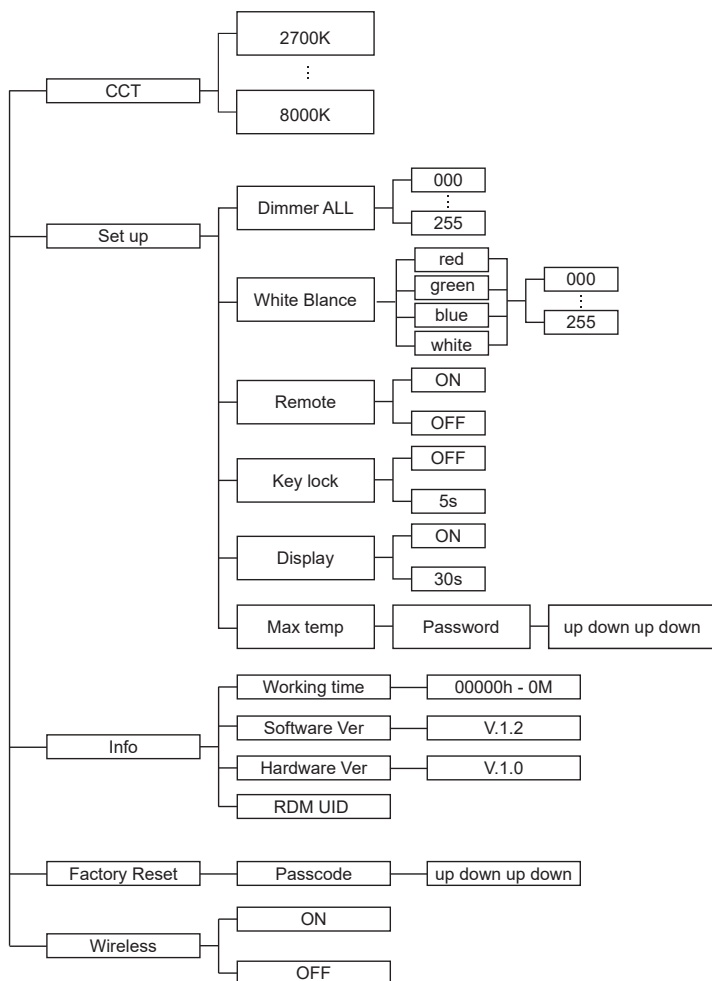 CCT
2700K
8000K
Set up
Dimmer ALL
000
255
White Blance
red
green
blue
white
000
255
Remote
ON
OFF
Key lock
OFF
5s
Display
ON
30s
Max temp
Password
up down up down
Info
Working time
00000h - 0M
Software Ver
V.1.2
Hardware Ver
V.1.0
RDM UID
Factory Reset
Passcode
up down up down
Wireless
ON
OFF